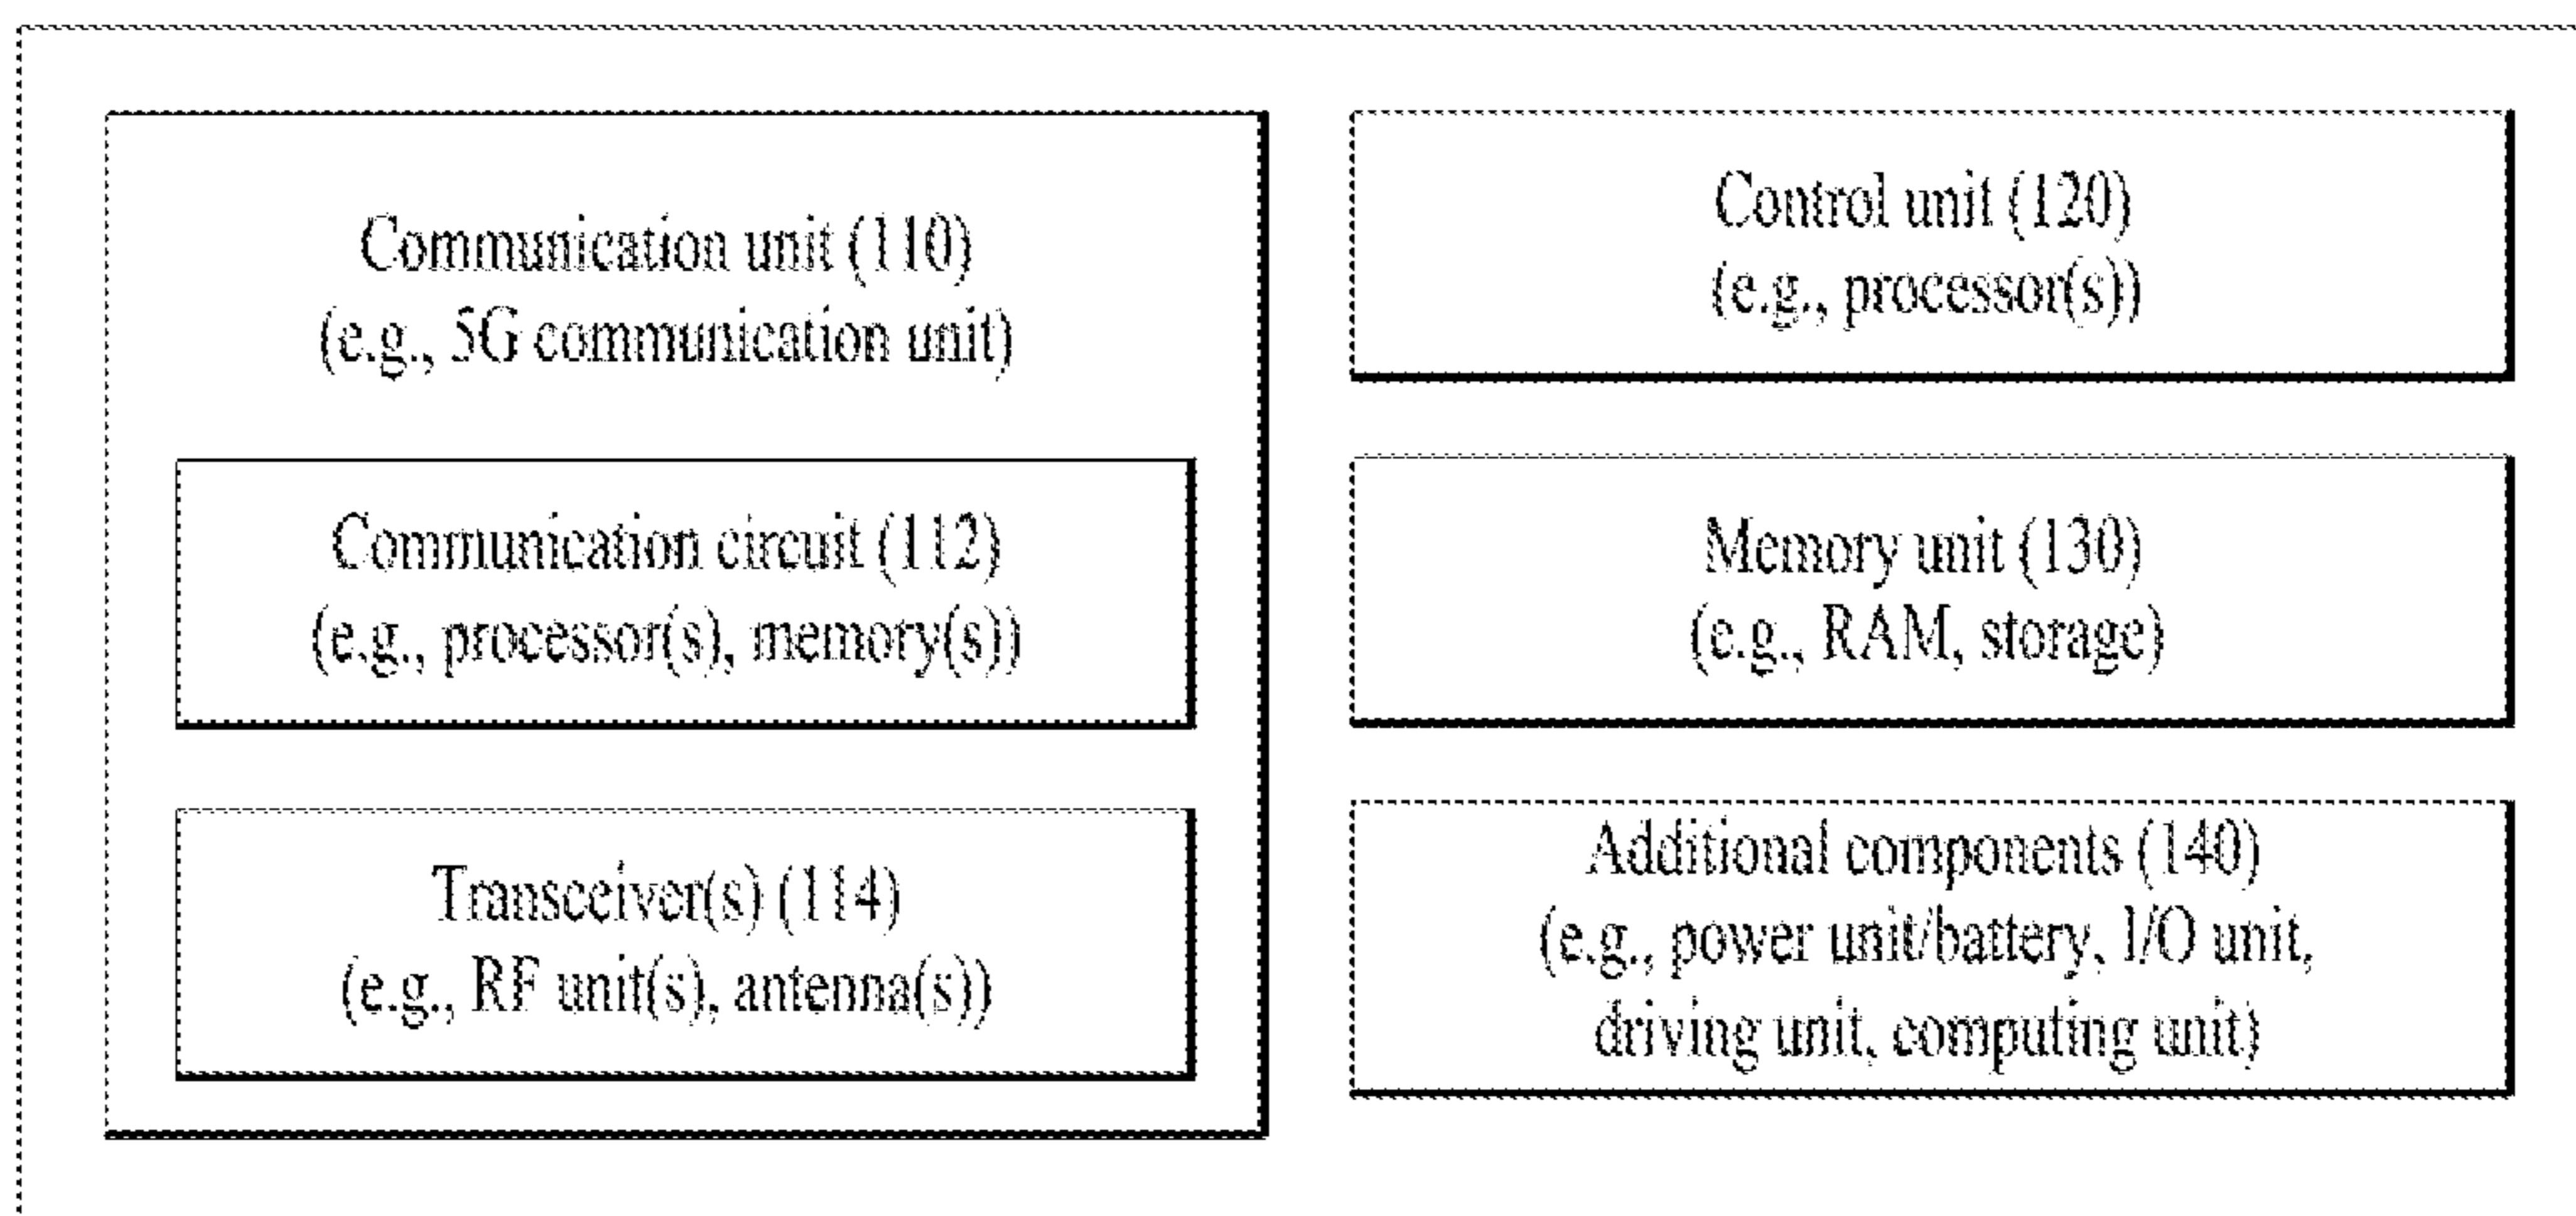 Communication unit (110)
(e.g., 5G communication unit)
Communication circuit (112)
(e.g., processor(s), memory(s))
Transceiver(s) (114)
(e.g., RF unit(s), antenna(s))
Control unit (120)
(e.g., processor(s))
Memory unit (130)
(e.g., RAM, storage)
Additional components (140)
(e.g., power unit/battery, I/O unit,
driving unit, computing unit)